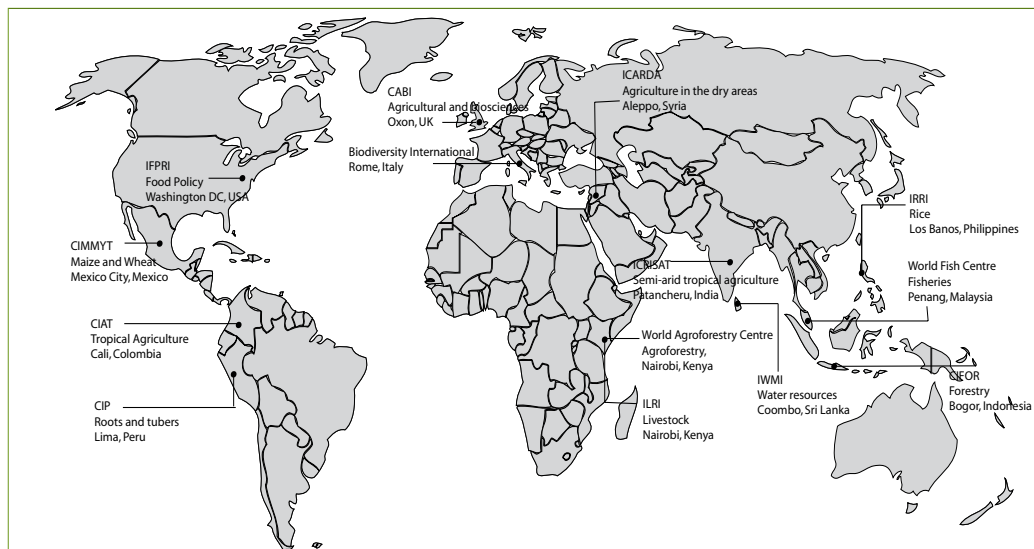 ICARDA
Agriculture in the dry areas
Aleppo, Syria
CABI
Agricultural and biosciences
Oxon, UK
Biodiversity International
Rome, Italy
IFPRI
Food Policy
Washington DC, USA
IRRI
Rice
Los Banos, Philippines
CIMMYT
Maize and Wheat
Mexico City, Mexico
ICRISAT
Semi-arid tropical agriculture
Patancheru, India
World Fish Centre
Fisheries
Penang, Malaysia
CIAT
Tropical Agriculture
Cali, Colombia
World Agroforestry Centre
Agroforestry,
Nairobi, Kenya
IWMI
Water resources
Coombo, Sri Lanka
CIFOR
Forestry
Bogor, Indonesia
CIP
Roots and tubers
Lima, Peru
ILRI
Livestock
Nairobi, Kenya